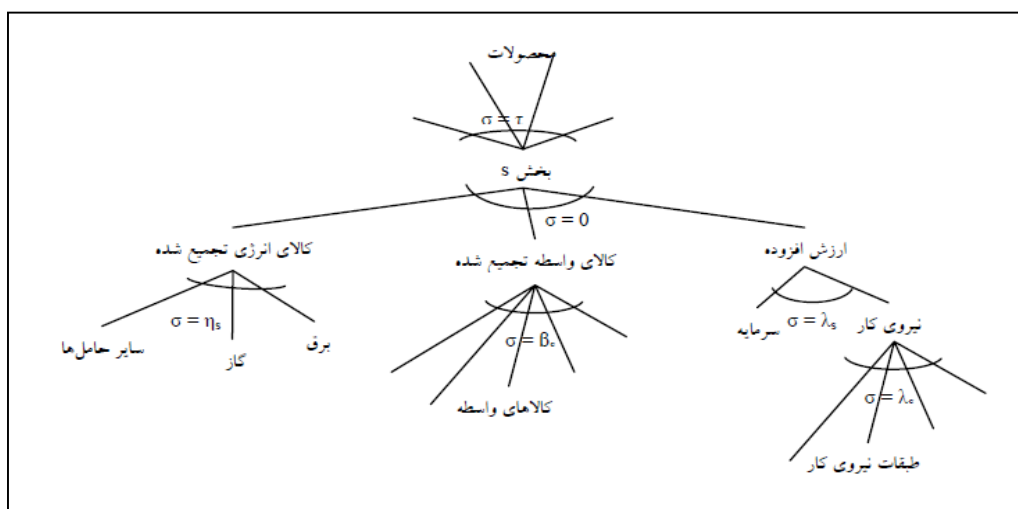 محصولات
σ = τ
بخش s
σ = 0
ارزش افزوده
کالای واسطه تجمیع شده
کالای انرژی تجمیع شده
نیروی کار
σ = λₛ
سرمایه
σ = βₑ
برق
σ = ηₛ
گاز
سایر حامل‌ها
σ = λₑ
کالاهای واسطه
طبقات نیروی کار